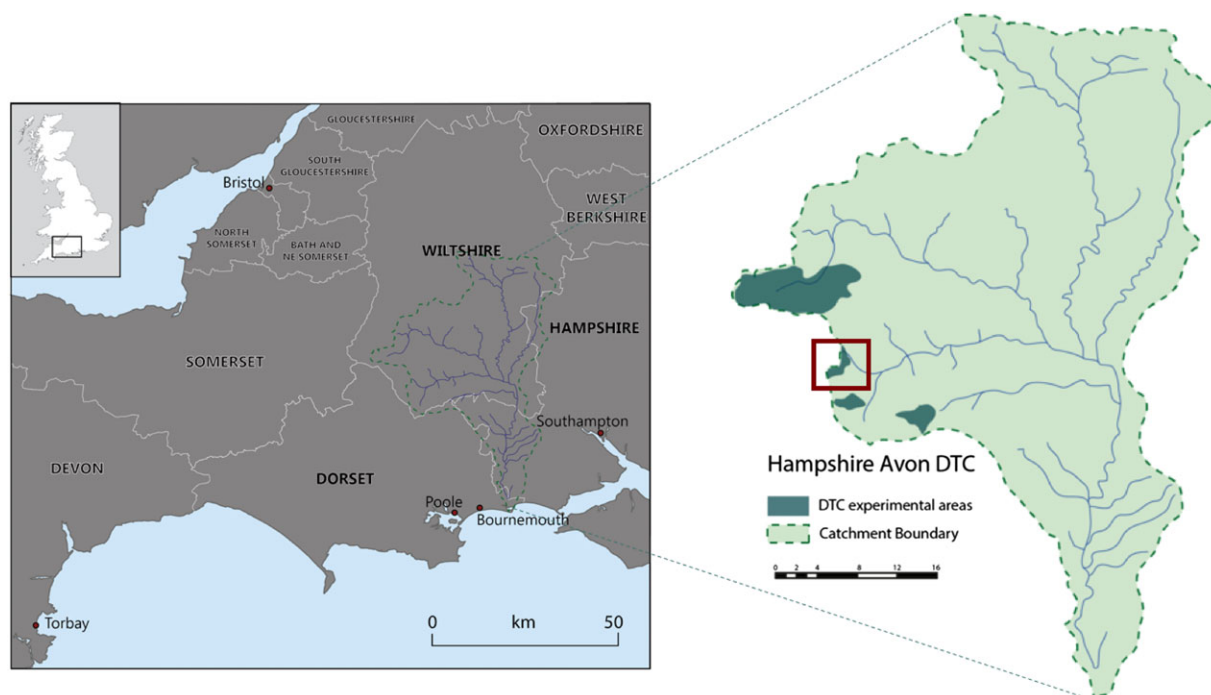 GLOUCESTERSHIRE
OXFORDSHIRE
SOUTH
GLOUCESTERSHIRE
Bristol
WEST
BERKSHIRE
NORTH
SOMERSET
BATH AND
NE SOMERSET
WILTSHIRE
HAMPSHIRE
SOMERSET
Southampton
DEVON
DORSET
Poole
Bournemouth
Torbay
0 km 50
Hampshire Avon DTC
DTC experimental areas
Catchment Boundary
0 2 4 8 12 16